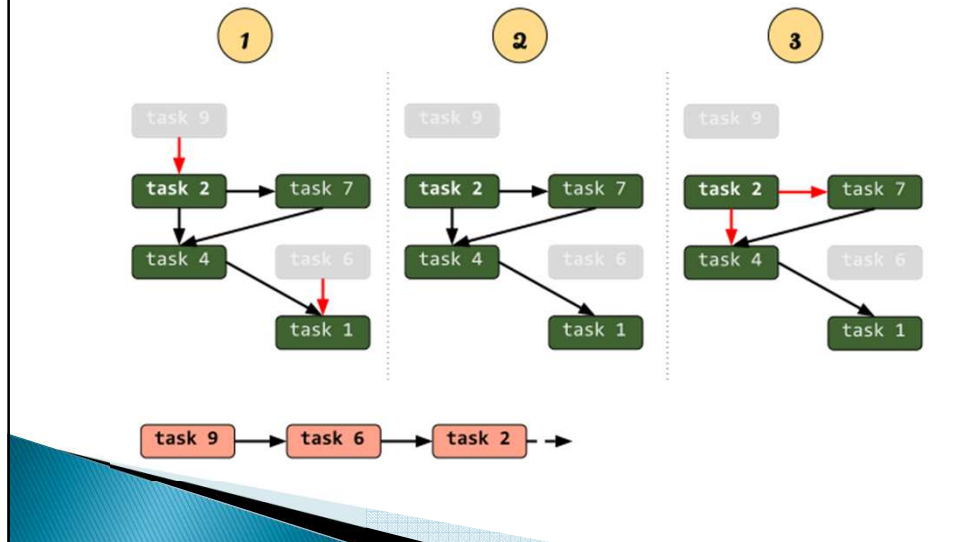 1 2 3
task 9 task 9 task 9
task 2 task 7 task 2 task 7 task 2 task 7
task 4 task 6 task 4 task 6 task 4 task 6
task 1 task 1 task 1
task 9 task 6 task 2